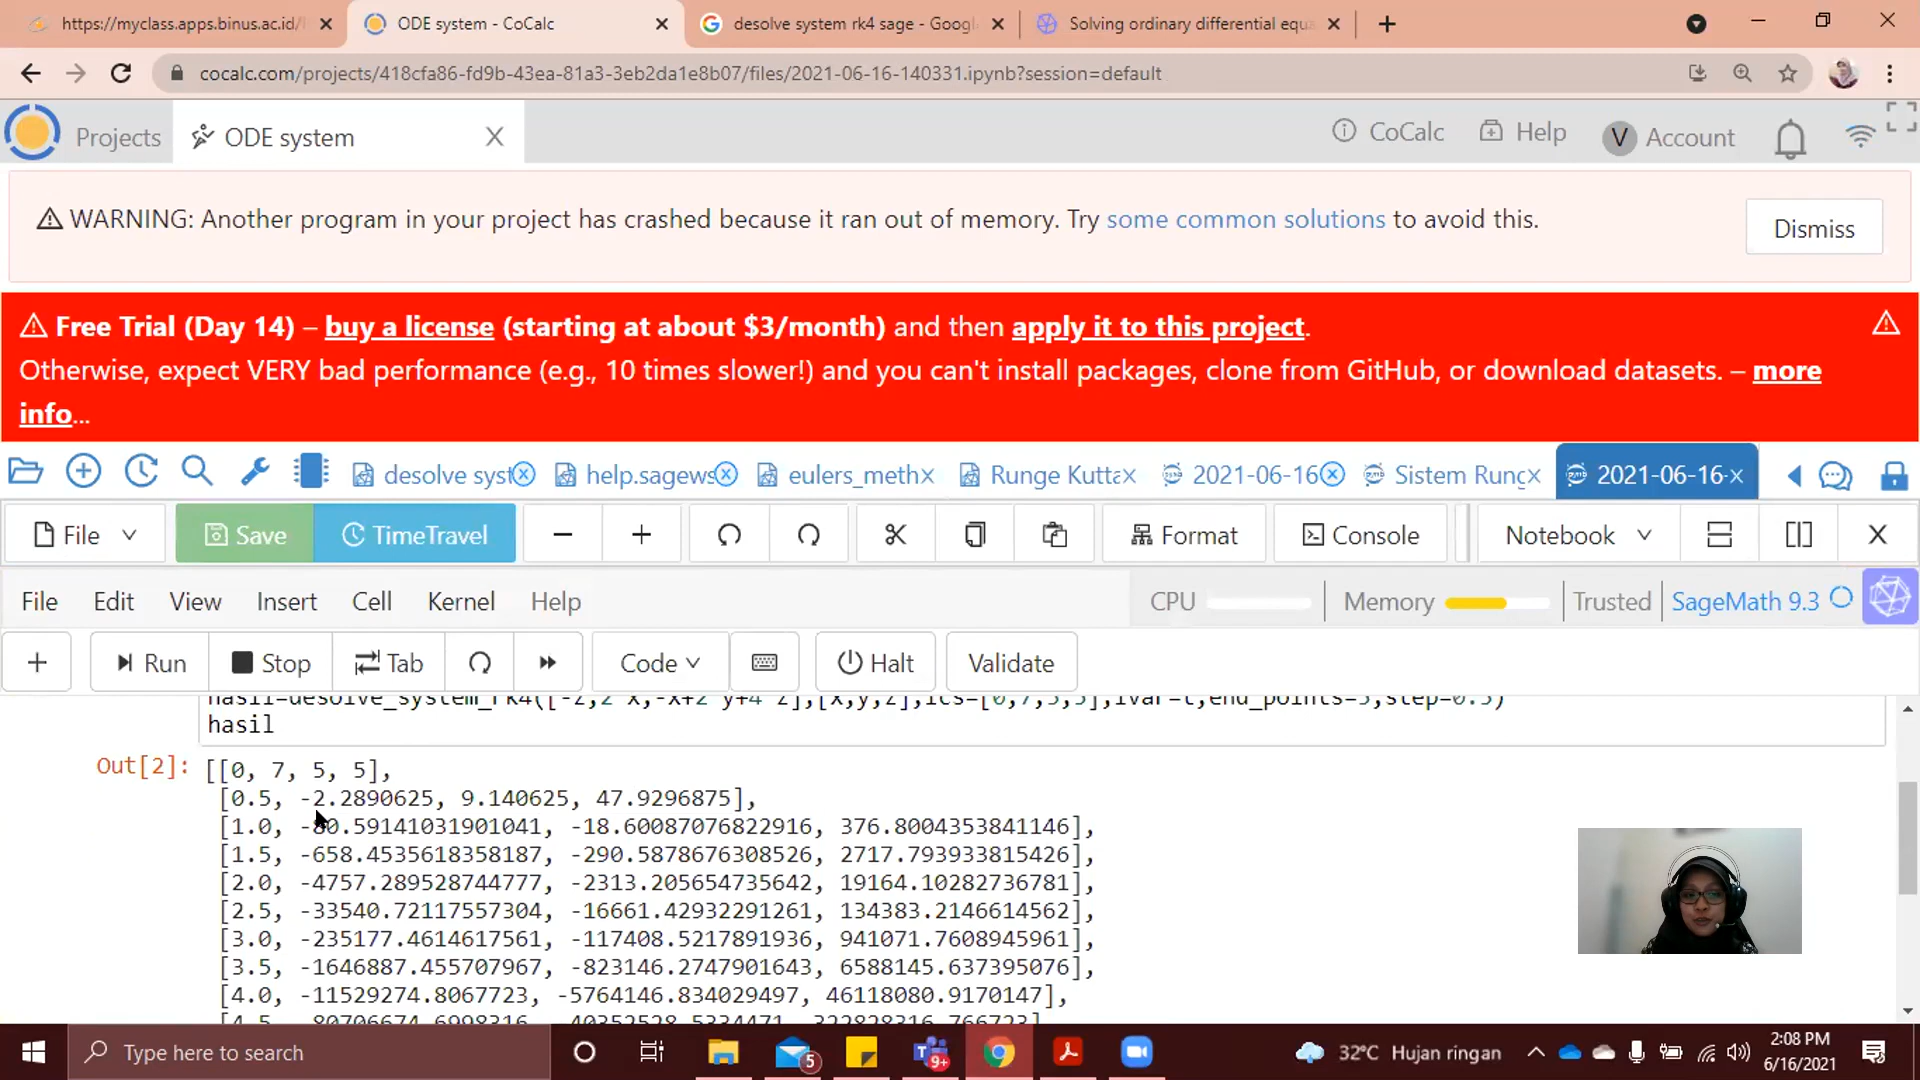 https://myclass.apps.binus.ac.id/
ODE system - CoCalc
desolve system rk4 sage - Googl
Solving ordinary differential equa
cocalc.com/projects/418cfa86-fd9b-43ea-81a3-3eb2da1e8b07/files/2021-06-16-140331.ipynb?session=default
Projects
ODE system
CoCalc
Help
V Account
WARNING: Another program in your project has crashed because it ran out of memory. Try some common solutions to avoid this.
Dismiss
Free Trial (Day 14) – buy a license (starting at about $3/month) and then apply it to this project.
Otherwise, expect VERY bad performance (e.g., 10 times slower!) and you can't install packages, clone from GitHub, or download datasets. – more
info...
desolve syst
help.sagews
eulers_meth
Runge Kutta
2021-06-16
Sistem Rung
2021-06-16-
File
Save
TimeTravel
Format
Console
Notebook
File Edit View Insert Cell Kernel Help
CPU
Memory
Trusted
SageMath 9.3
Run
Stop
Tab
Code
Halt
Validate
hasil
Out[2]:
[[0, 7, 5, 5],
[0.5, -2.2890625, 9.140625, 47.9296875],
[1.0, -80.59141031901041, -18.60087076822916, 376.8004353841146],
[1.5, -658.4535618358187, -290.5878676308526, 2717.793933815426],
[2.0, -4757.289528744777, -2313.205654735642, 19164.10282736781],
[2.5, -33540.72117557304, -16661.42932291261, 134383.2146614562],
[3.0, -235177.4614617561, -117408.5217891936, 941071.7608945961],
[3.5, -1646887.455707967, -823146.2747901643, 6588145.637395076],
[4.0, -11529274.8067723, -5764146.834029497, 46118080.9170147],
Type here to search
5
9+
32°C Hujan ringan
2:08 PM
6/16/2021